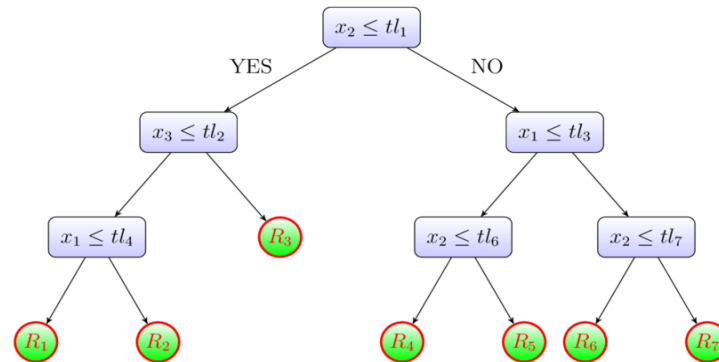 x₂ ≤ tl₁
YES
NO
x₃ ≤ tl₂
x₁ ≤ tl₃
x₁ ≤ tl₄
R₃
x₂ ≤ tl₆
x₂ ≤ tl₇
R₁
R₂
R₄
R₅
R₆
R₇